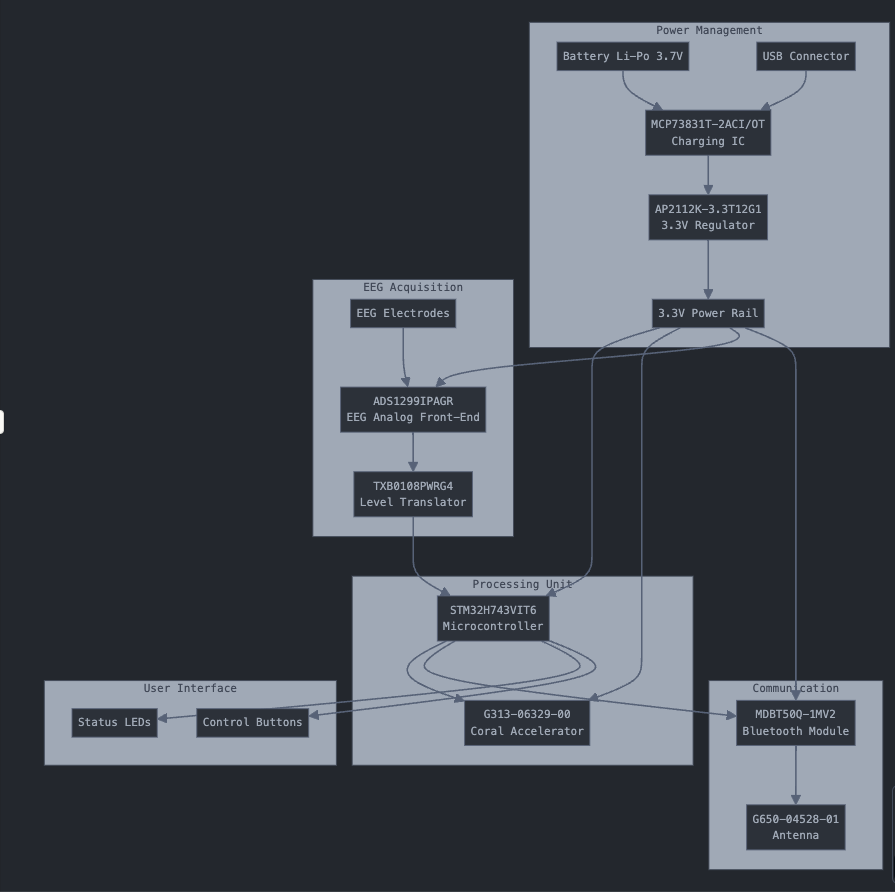 Power Management
Battery Li-Po 3.7V
USB Connector
MCP73831T-2ACI/OT
Charging IC
AP2112K-3.3T12G1
3.3V Regulator
3.3V Power Rail
EEG Acquisition
EEG Electrodes
ADS1299IPAGR
EEG Analog Front-End
TXB0108PWRG4
Level Translator
Processing Unit
STM32H743VIT6
Microcontroller
G313-06329-00
Coral Accelerator
User Interface
Status LEDs
Control Buttons
Communication
MDBT50Q-1MV2
Bluetooth Module
G650-04528-01
Antenna